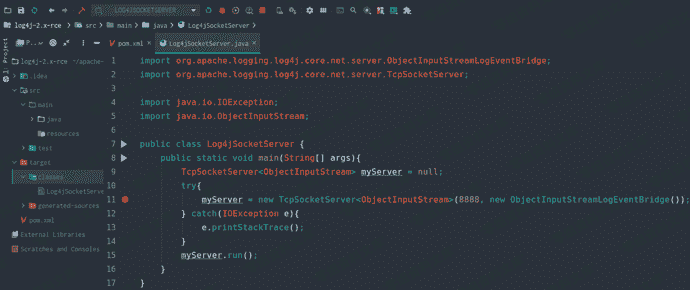 LOG4JSOCKETSERVER
log4j-2.x-rce src main java Log4jSocketServer
1: Project
P... pom.xml Log4jSocketServer.java
log4j-2.x-rce ~/apache-
.idea
src
main
java
resources
test
target
classes
Log4jSocketServe
generated-sources
pom.xml
External Libraries
Scratches and Consoles
1 import org.apache.logging.log4j.core.net.server.ObjectInputStreamLogEventBridge;
2 import org.apache.logging.log4j.core.net.server.TcpSocketServer;
3
4 import java.io.IOException;
5 import java.io.ObjectInputStream;
6
7 public class Log4jSocketServer {
8 public static void main(String[] args){
9 TcpSocketServer<ObjectInputStream> myServer = null;
10 try{
11 myServer = new TcpSocketServer<ObjectInputStream>(8888, new ObjectInputStreamLogEventBridge());
12 } catch(IOException e){
13 e.printStackTrace();
14 }
15 myServer.run();
16 }
17 }